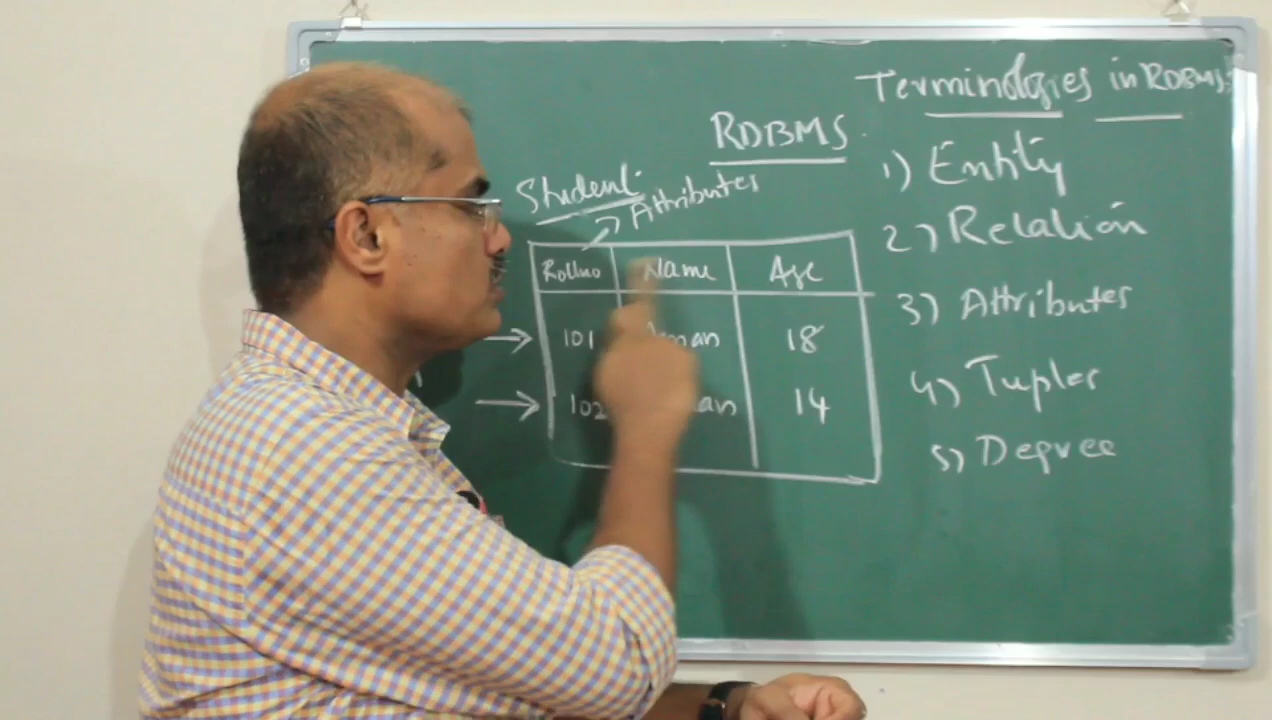 Terminologies in RDBMS:
RDBMS
Student
Attributes
Rollno Name Age
101 18
102 14
1) Entity
2) Relation
3) Attributes
4) Tuples
5) Degree